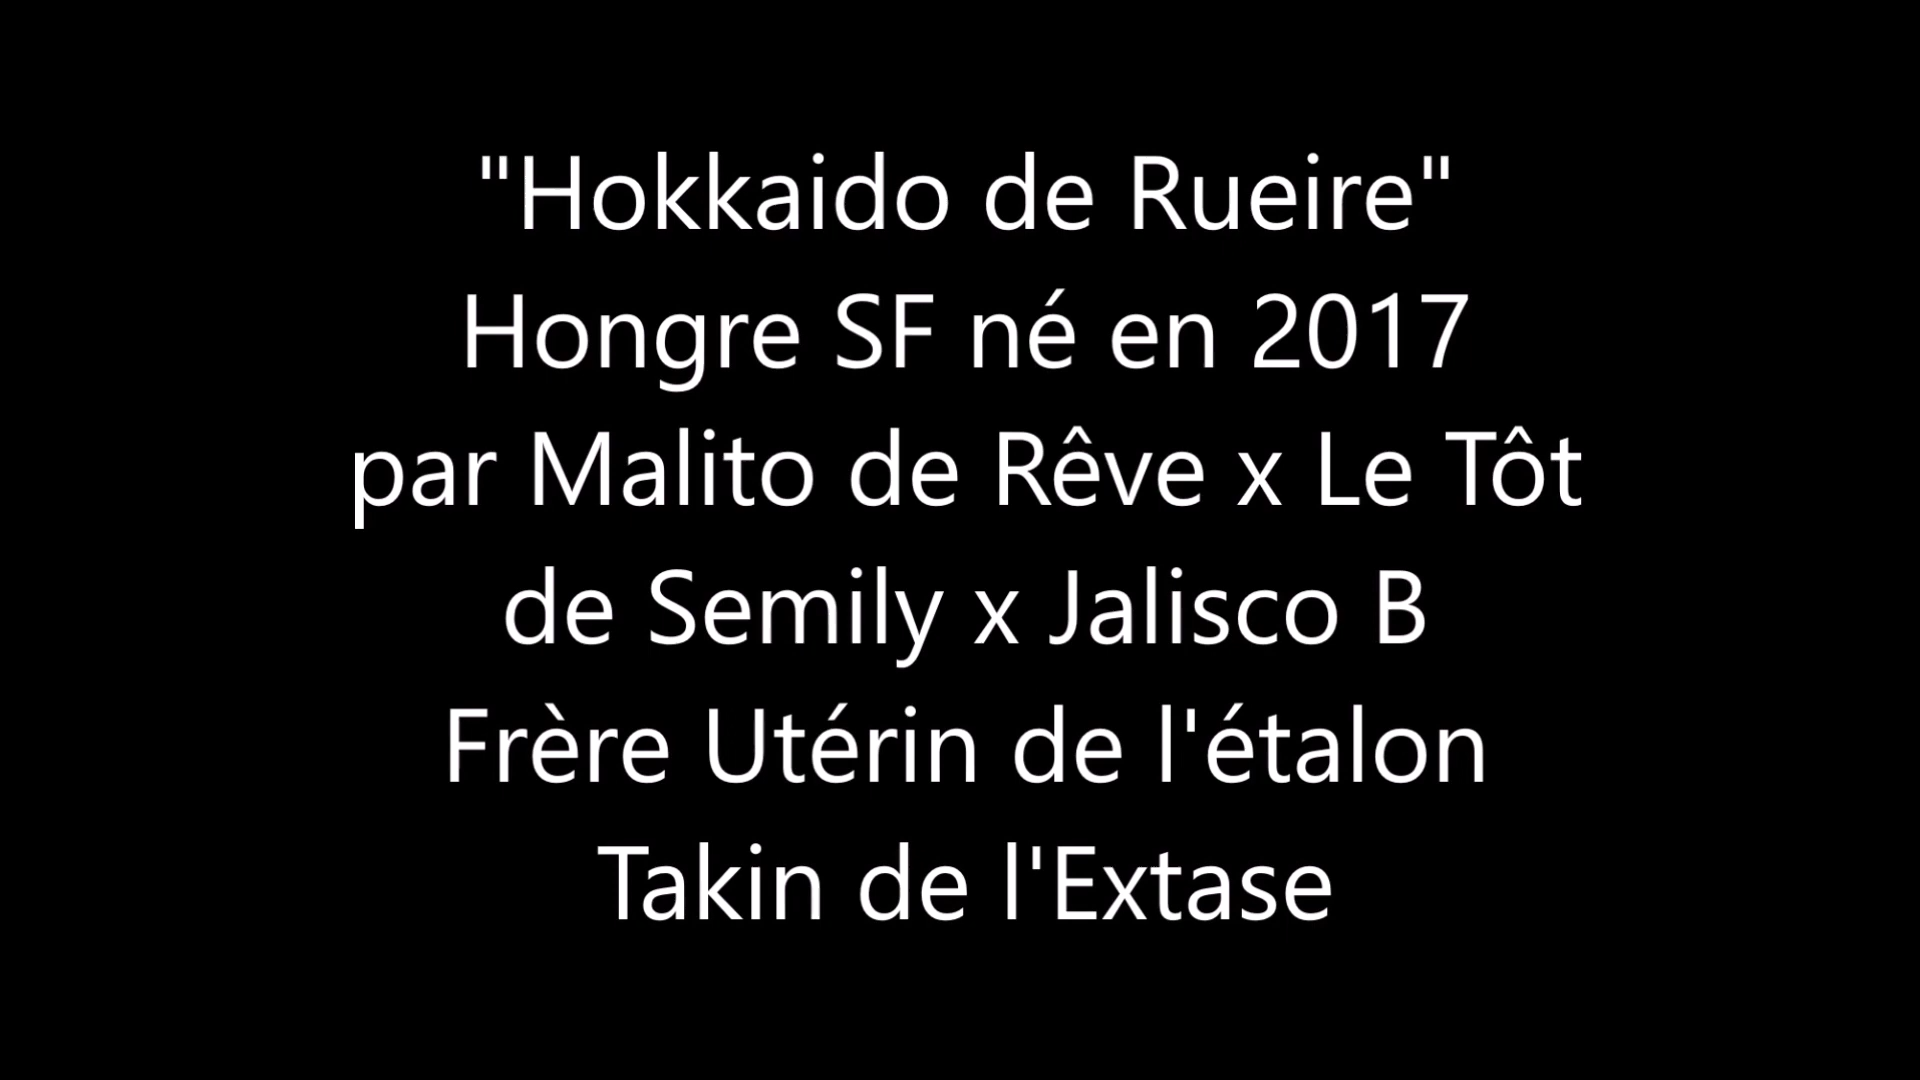 "Hokkaido de Rueire"
Hongre SF né en 2017
par Malito de Rêve x Le Tôt
de Semily x Jalisco B
Frère Utérin de l'étalon
Takin de l'Extase